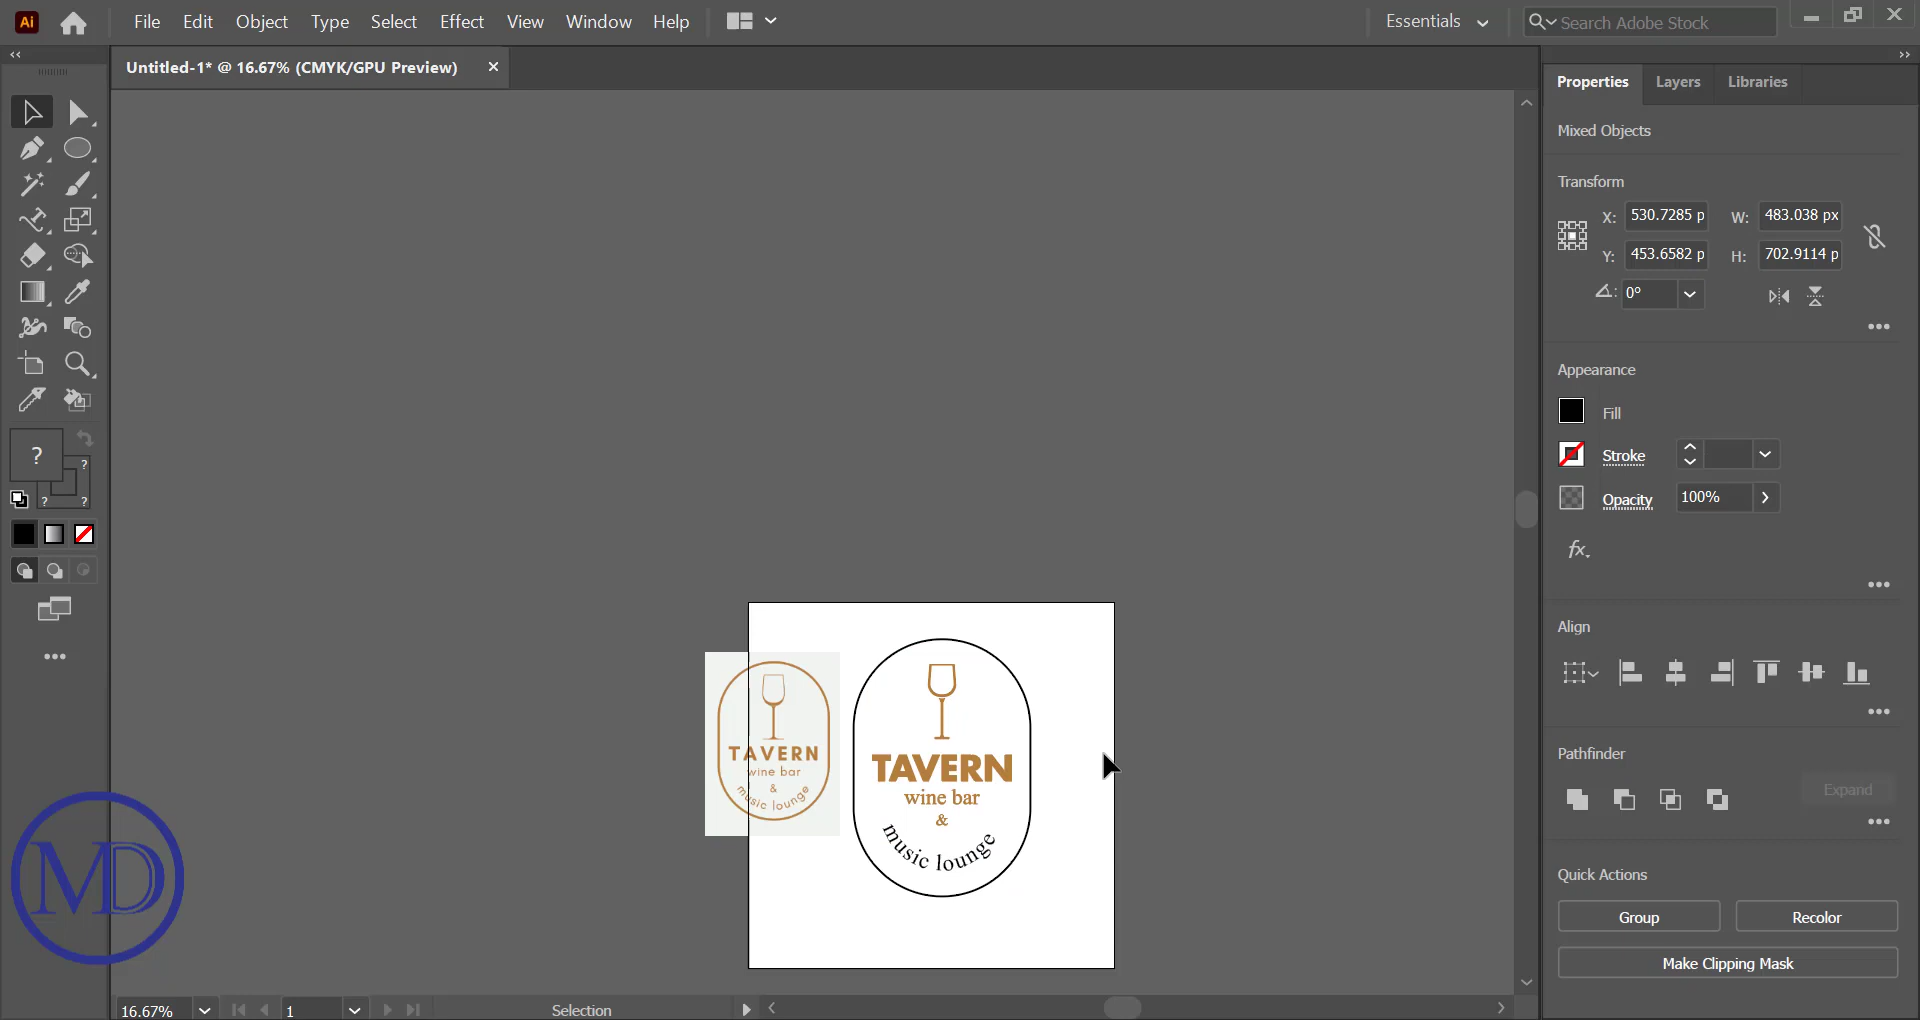 Ai File Edit Object Type Select Effect View Window Help Essentials Search Adobe Stock
Untitled-1* @ 16.67% (CMYK/GPU Preview)
Properties Layers Libraries
Mixed Objects
Transform
X: 530.7285 p W: 483.038 px
Y: 453.6582 p H: 702.9114 p
0°
Appearance
Fill
Stroke
Opacity 100%
fx.
Align
Pathfinder
Expand
Quick Actions
Group Recolor
Make Clipping Mask
?
?
? ?
TAVERN
wine bar
&
music lounge
TAVERN
wine bar
&
music lounge
MD
16.67% 1 Selection